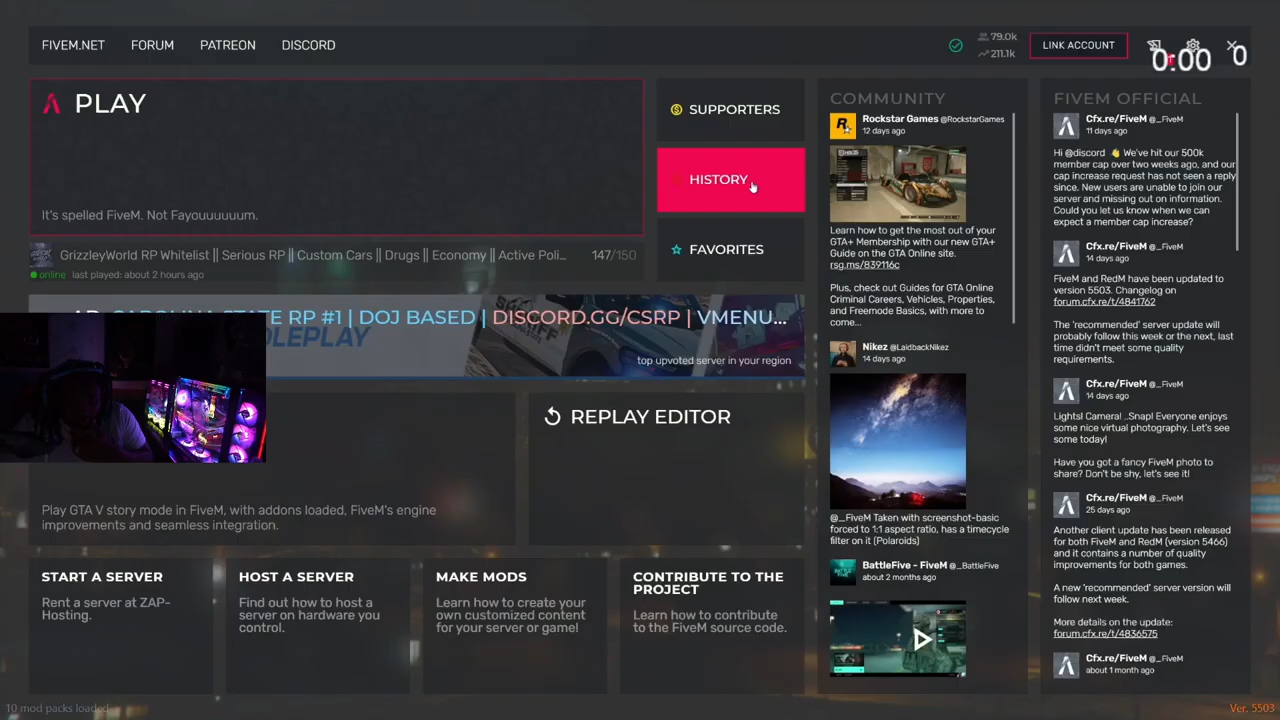 FIVEM.NET FORUM PATREON DISCORD
79.0k
211.1k
LINK ACCOUNT
0:00 0
PLAY
It's spelled FiveM. Not Fayouuuuuum.
GrizzleyWorld RP Whitelist || Serious RP || Custom Cars || Drugs || Economy || Active Poli... 147/150
online last played: about 2 hours ago
SUPPORTERS
HISTORY
FAVORITES
CAROLINA STATE RP #1 | DOJ BASED | DISCORD.GG/CSRP | VMENU...
top upvoted server in your region
REPLAY EDITOR
Play GTA V story mode in FiveM, with addons loaded, FiveM's engine
improvements and seamless integration.
START A SERVER
Rent a server at ZAP-
Hosting.
HOST A SERVER
Find out how to host a
server on hardware you
control.
MAKE MODS
Learn how to create your
own customized content
for your server or game!
CONTRIBUTE TO THE
PROJECT
Learn how to contribute
to the FiveM source code.
COMMUNITY
Rockstar Games @RockstarGames
12 days ago
Learn how to get the most out of your
GTA+ Membership with our new GTA+
Guide on the GTA Online site.
rsg.ms/839116c
Plus, check out Guides for GTA Online
Criminal Careers, Vehicles, Properties,
and Freemode Basics, with more to
come...
Nikez @LaidbackNikez
14 days ago
@_FiveM Taken with screenshot-basic
forced to 1:1 aspect ratio, has a timecycle
filter on it (Polaroids)
BattleFive - FiveM @_BattleFive
about 2 months ago
FIVEM OFFICIAL
Cfx.re/FiveM @_FiveM
11 days ago
Hi @discord 👋 We've hit our 500k
member cap over two weeks ago, and our
cap increase request has not seen a reply
since. New users are unable to join our
server and missing out on information.
Could you let us know when we can
expect a member cap increase?
Cfx.re/FiveM @_FiveM
14 days ago
FiveM and RedM have been updated to
version 5503. Changelog on
forum.cfx.re/t/4841762
The 'recommended' server update will
probably follow this week or the next, last
time didn't meet some quality
requirements.
Cfx.re/FiveM @_FiveM
14 days ago
Lights! Camera! ..Snap! Everyone enjoys
some nice virtual photography. Let's see
some today!
Have you got a fancy FiveM photo to
share? Don't be shy, let's see it!
Cfx.re/FiveM @_FiveM
25 days ago
Another client update has been released
for both FiveM and RedM (version 5466)
and it contains a number of quality
improvements for both games.
A new 'recommended' server version will
follow next week.
More details on the update:
forum.cfx.re/t/4836575
Cfx.re/FiveM @_FiveM
about 1 month ago
10 mod packs loaded
Ver. 5503